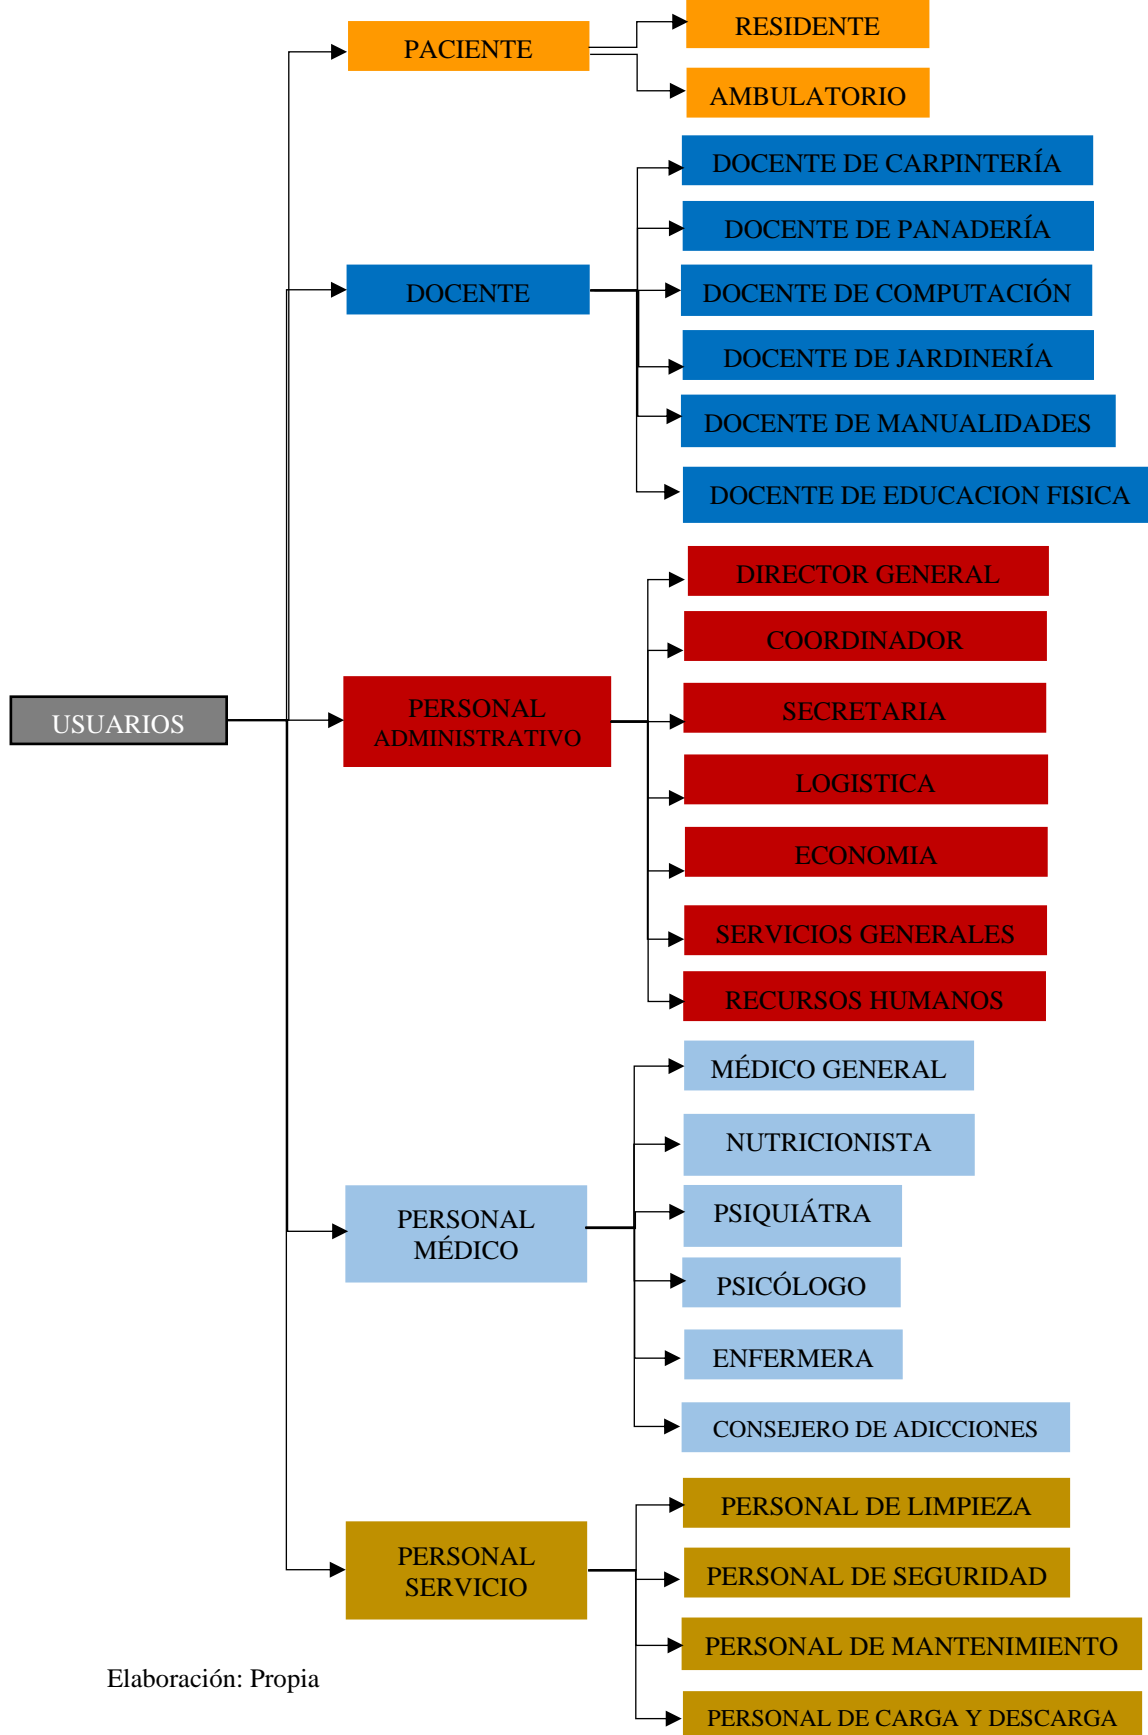 USUARIOS
PACIENTE
RESIDENTE
AMBULATORIO
DOCENTE
DOCENTE DE CARPINTERÍA
DOCENTE DE PANADERÍA
DOCENTE DE COMPUTACIÓN
DOCENTE DE JARDINERÍA
DOCENTE DE MANUALIDADES
DOCENTE DE EDUCACION FISICA
PERSONAL
ADMINISTRATIVO
DIRECTOR GENERAL
COORDINADOR
SECRETARIA
LOGISTICA
ECONOMIA
SERVICIOS GENERALES
RECURSOS HUMANOS
PERSONAL
MÉDICO
MÉDICO GENERAL
NUTRICIONISTA
PSIQUIÁTRA
PSICÓLOGO
ENFERMERA
CONSEJERO DE ADICCIONES
PERSONAL
SERVICIO
PERSONAL DE LIMPIEZA
PERSONAL DE SEGURIDAD
PERSONAL DE MANTENIMIENTO
PERSONAL DE CARGA Y DESCARGA
Elaboración: Propia